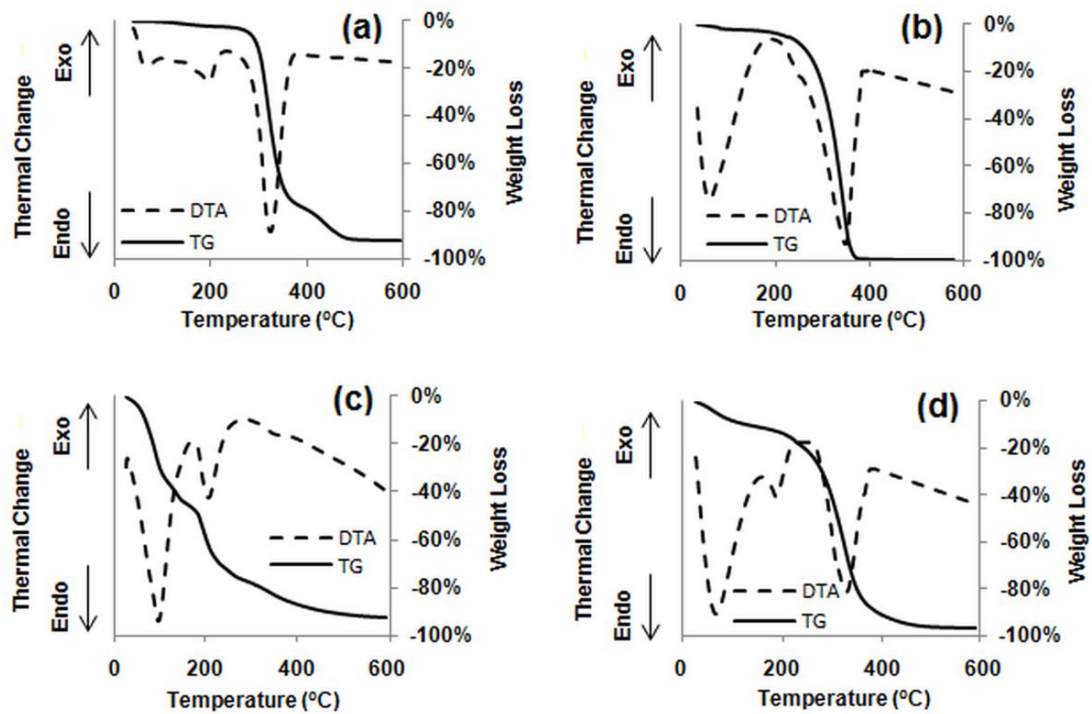 (a)
Thermal Change
Endo
Exo
0%
-20%
-40%
-60%
-80%
-100%
Weight Loss
DTA
TG
0 200 400 600
Temperature (ºC)
(b)
Thermal Change
Endo
Exo
0%
-20%
-40%
-60%
-80%
-100%
Weight Loss
DTA
TG
0 200 400 600
Temperature (ºC)
(c)
Thermal Change
Endo
Exo
0%
-20%
-40%
-60%
-80%
-100%
Weight Loss
DTA
TG
0 200 400 600
Temperature (ºC)
(d)
Thermal Change
Endo
Exo
0%
-20%
-40%
-60%
-80%
-100%
Weight Loss
DTA
TG
0 200 400 600
Temperature (ºC)